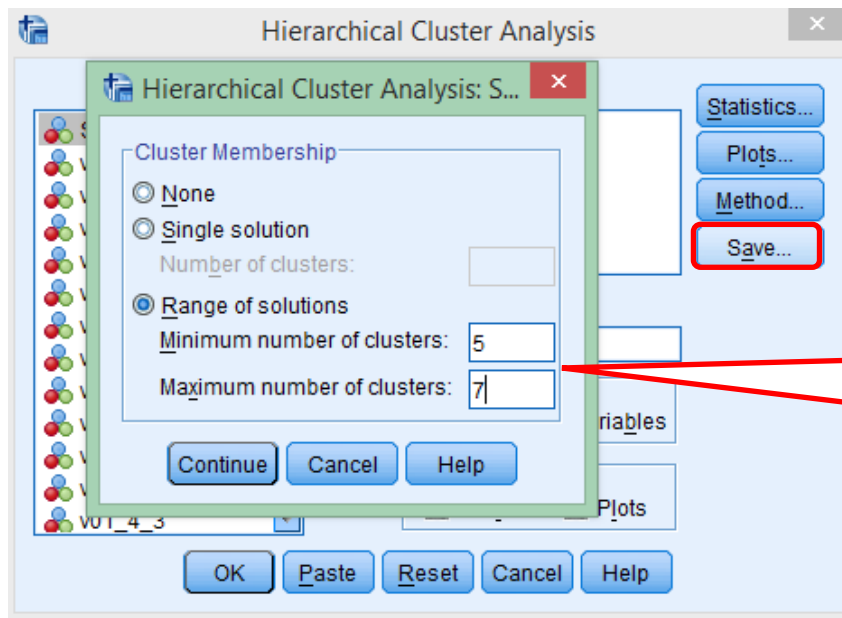 Hierarchical Cluster Analysis
Hierarchical Cluster Analysis: S...
Cluster Membership
None
Single solution
Number of clusters:
Range of solutions
Minimum number of clusters: 5
Maximum number of clusters: 7
Continue Cancel Help
Statistics...
Plots...
Method...
Save...
riables
Plots
v01_4_3
OK Paste Reset Cancel Help